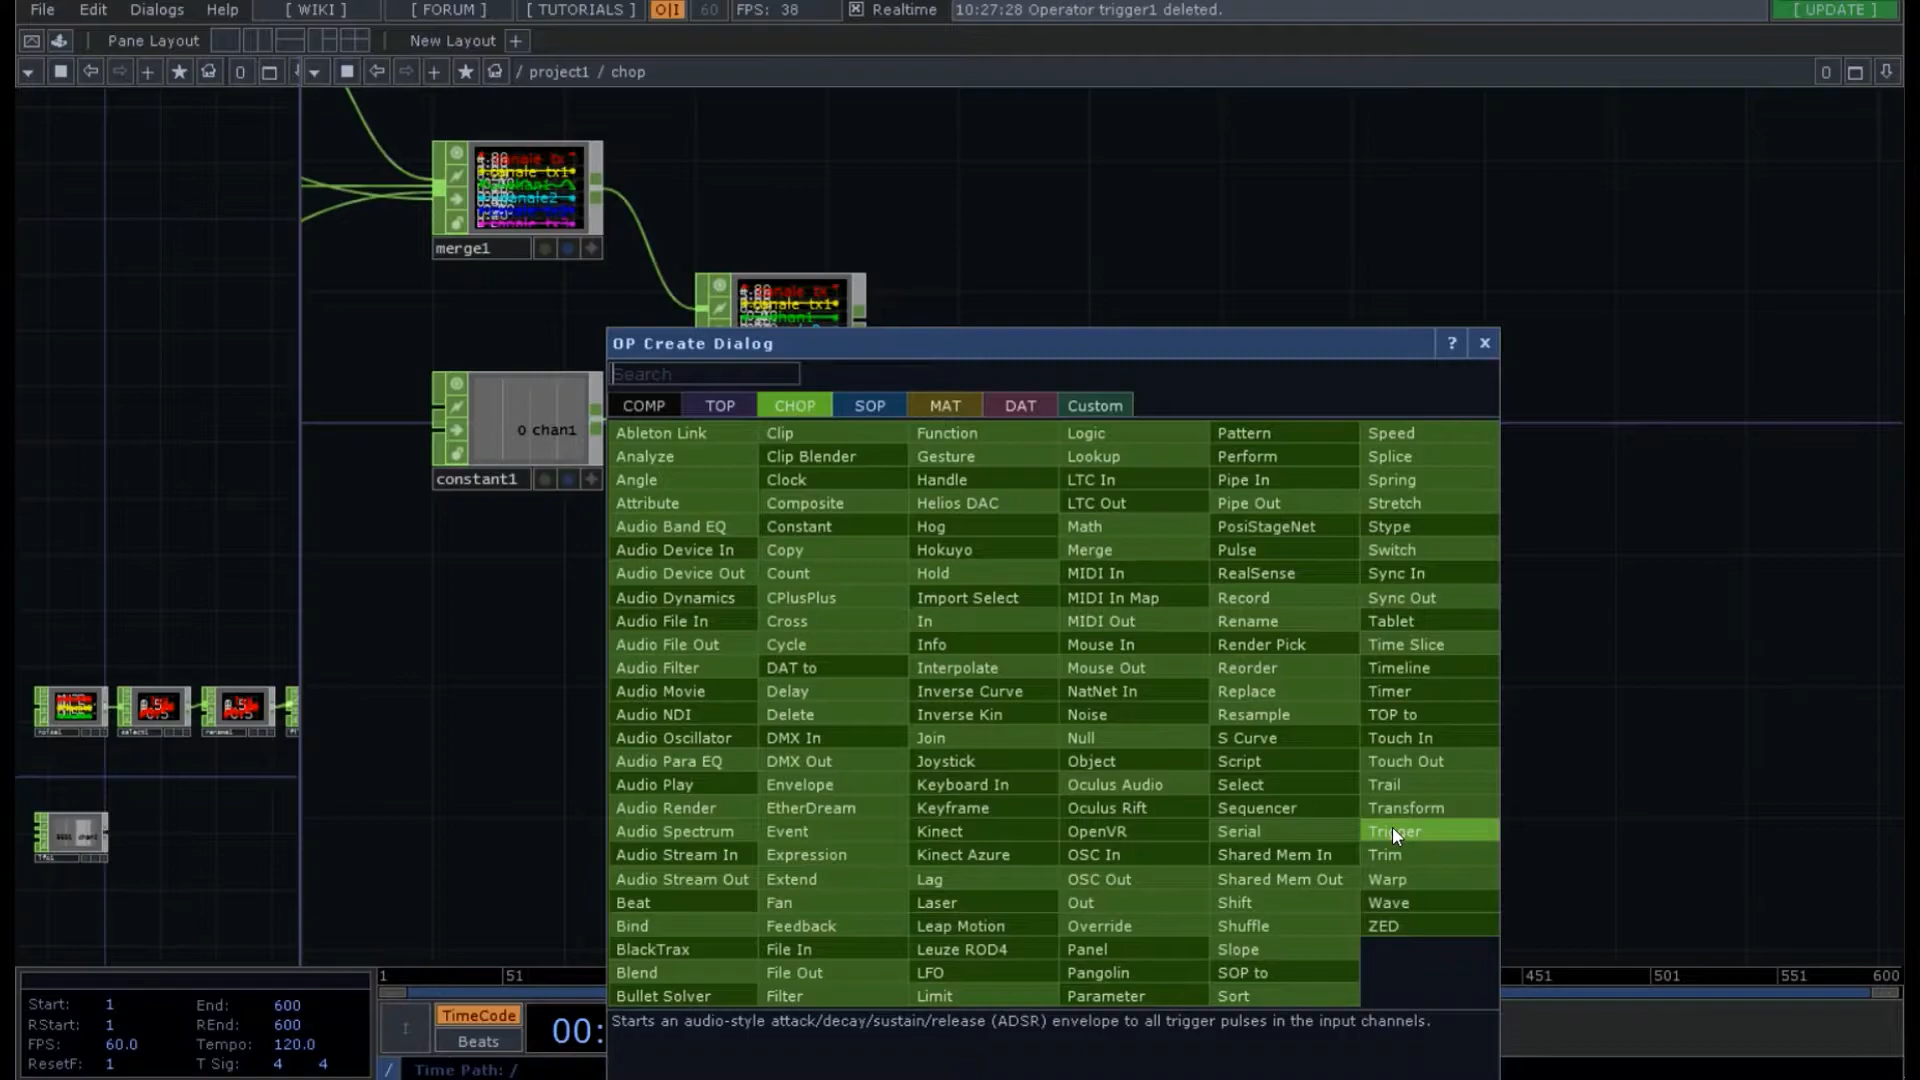 File Edit Dialogs Help [ WIKI ] [ FORUM ] [ TUTORIALS ] O|I 60 FPS: 38 Realtime 10:27:28 Operator trigger1 deleted. [ UPDATE ]
Pane Layout New Layout +
0 / project1 / chop 0
canale tx
canale tx1
chan1
canale2
merge1
canale tx
canale tx1
chan1
0 chan1
constant1
OP Create Dialog ? x
Search
COMP TOP CHOP SOP MAT DAT Custom
Ableton Link Clip Function Logic Pattern Speed
Analyze Clip Blender Gesture Lookup Perform Splice
Angle Clock Handle LTC In Pipe In Spring
Attribute Composite Helios DAC LTC Out Pipe Out Stretch
Audio Band EQ Constant Hog Math PosiStageNet Stype
Audio Device In Copy Hokuyo Merge Pulse Switch
Audio Device Out Count Hold MIDI In RealSense Sync In
Audio Dynamics CPlusPlus Import Select MIDI In Map Record Sync Out
Audio File In Cross In MIDI Out Rename Tablet
Audio File Out Cycle Info Mouse In Render Pick Time Slice
Audio Filter DAT to Interpolate Mouse Out Reorder Timeline
Audio Movie Delay Inverse Curve NatNet In Replace Timer
Audio NDI Delete Inverse Kin Noise Resample TOP to
Audio Oscillator DMX In Join Null S Curve Touch In
Audio Para EQ DMX Out Joystick Object Script Touch Out
Audio Play Envelope Keyboard In Oculus Audio Select Trail
Audio Render EtherDream Keyframe Oculus Rift Sequencer Transform
Audio Spectrum Event Kinect OpenVR Serial Trigger
Audio Stream In Expression Kinect Azure OSC In Shared Mem In Trim
Audio Stream Out Extend Lag OSC Out Shared Mem Out Warp
Beat Fan Laser Out Shift Wave
Bind Feedback Leap Motion Override Shuffle ZED
BlackTrax File In Leuze ROD4 Panel Slope
Blend File Out LFO Pangolin SOP to
Bullet Solver Filter Limit Parameter Sort
Starts an audio-style attack/decay/sustain/release (ADSR) envelope to all trigger pulses in the input channels.
1 51 451 501 551 600
Start: 1 End: 600
RStart: 1 REnd: 600
FPS: 60.0 Tempo: 120.0
ResetF: 1 T Sig: 4 4
TimeCode
Beats
00:
/ Time Path: /